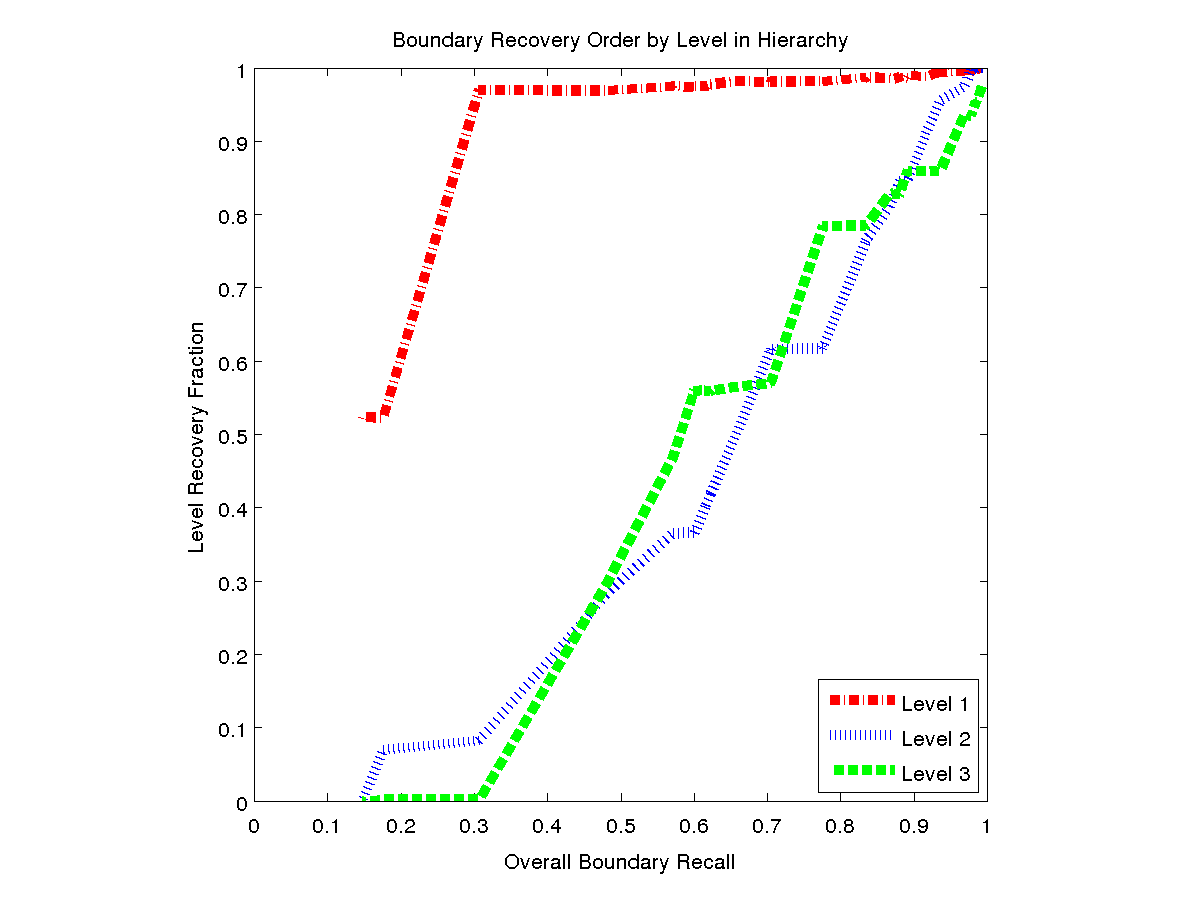 Boundary Recovery Order by Level in Hierarchy
1
0.9
0.8
0.7
0.6
0.5
0.4
0.3
0.2
0.1
0
Level Recovery Fraction
Level 1
Level 2
Level 3
0 0.1 0.2 0.3 0.4 0.5 0.6 0.7 0.8 0.9 1
Overall Boundary Recall